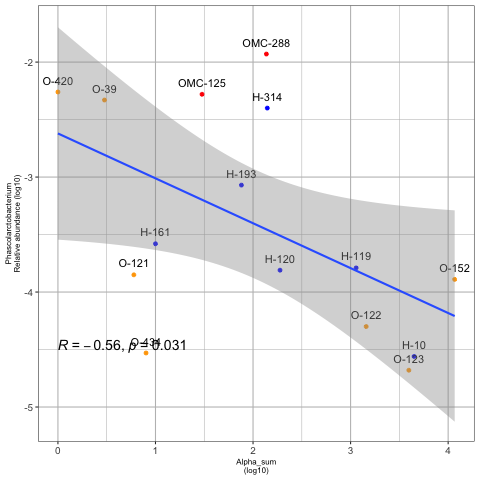 OMC-288
-2
O-420
O-39
OMC-125
H-314
-3
H-193
H-161
O-121
H-120
H-119
O-152
-4
O-122
R = −0.56, p = 0.031
H-10
O-123
-5
0 1 2 3 4
Alpha_sum
(log10)
Phascolarctobacterium
Relative abundance (log10)